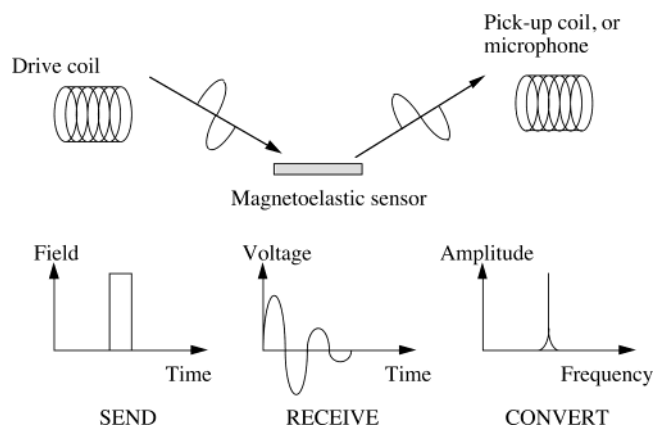 Pick-up coil, or
microphone
Drive coil
Magnetoelastic sensor
Field
Voltage
Amplitude
Time
Time
Frequency
SEND
RECEIVE
CONVERT